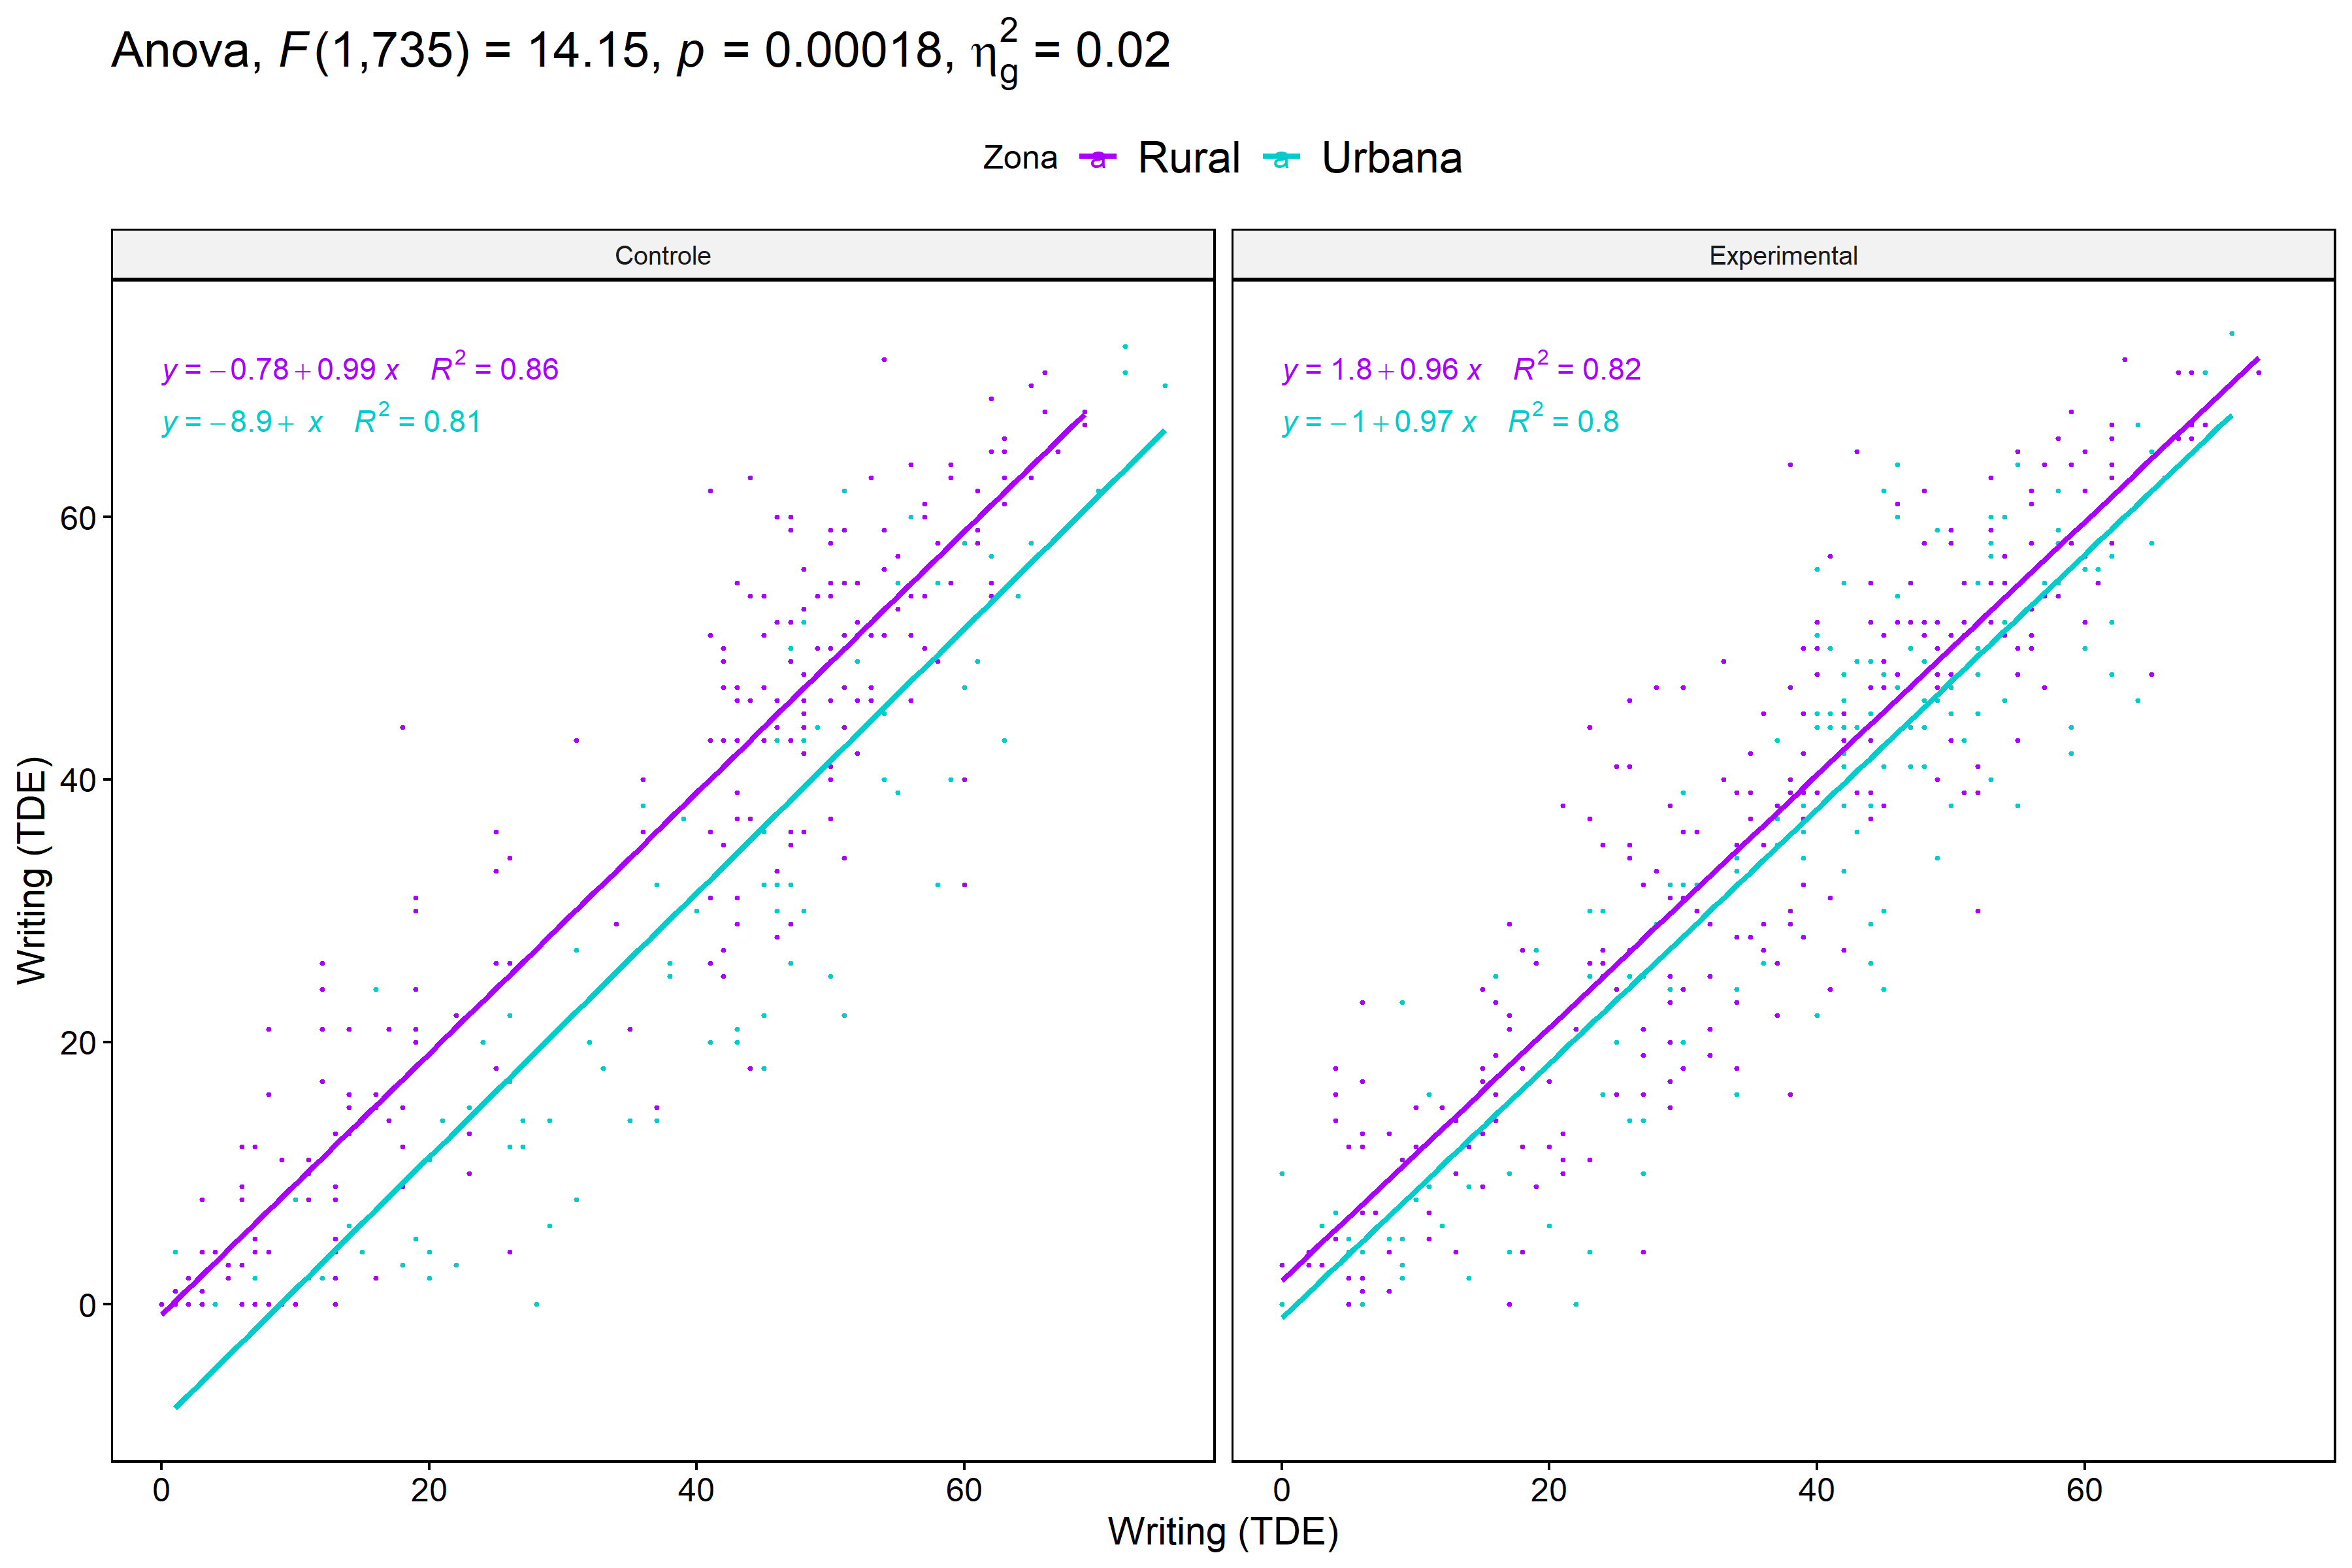 Anova, F(1,735) = 14.15, p = 0.00018, η²g = 0.02
Zona a Rural a Urbana
Controle
Experimental
y = −0.78 + 0.99 x R² = 0.86
y = −8.9 + x R² = 0.81
y = 1.8 + 0.96 x R² = 0.82
y = −1 + 0.97 x R² = 0.8
Writing (TDE)
60
40
20
0
0 20 40 60
0 20 40 60
Writing (TDE)